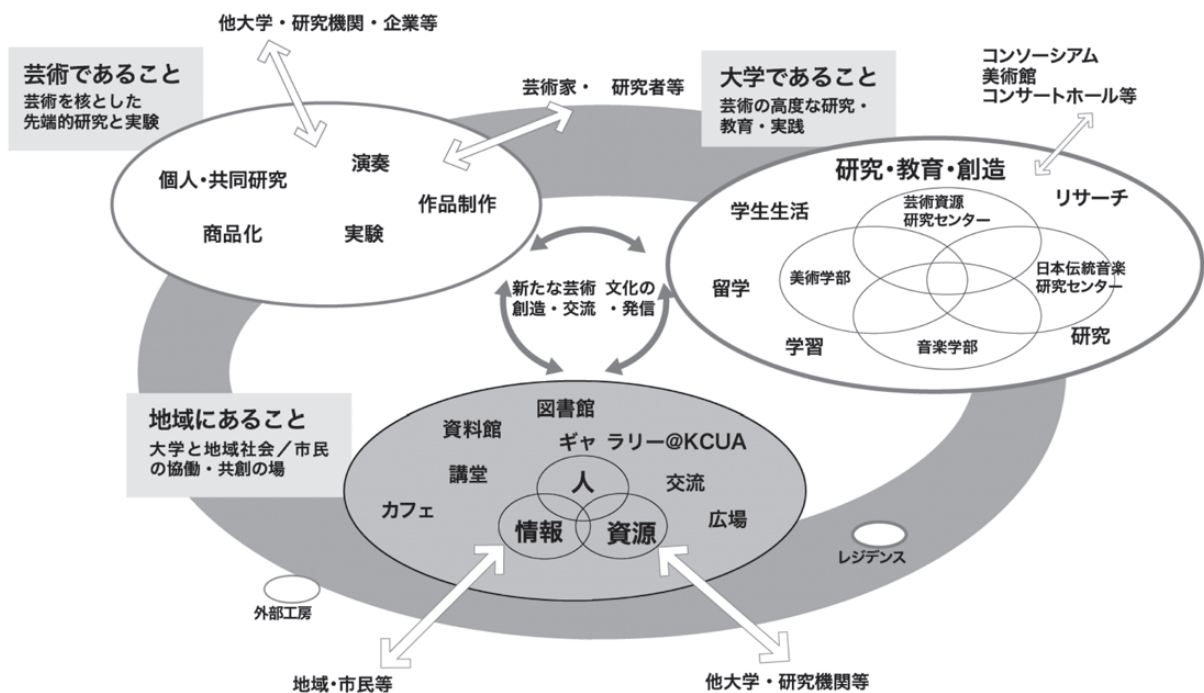 他大学・研究機関・企業等
芸術であること
芸術を核とした
先端的研究と実験
芸術家・ 研究者等
大学であること
芸術の高度な研究・
教育・実践
コンソーシアム
美術館
コンサートホール等
演奏
個人・共同研究
作品制作
商品化
実験
研究・教育・創造
学生生活
芸術資源
研究センター
リサーチ
美術学部
日本伝統音楽
研究センター
留学
学習
音楽学部
研究
新たな芸術 文化の
創造・交流 ・発信
地域にあること
大学と地域社会／市民
の協働・共創の場
図書館
資料館
ギャ ラリー@KCUA
講堂
人
交流
カフェ
情報
資源
広場
レジデンス
外部工房
地域・市民等
他大学・研究機関等